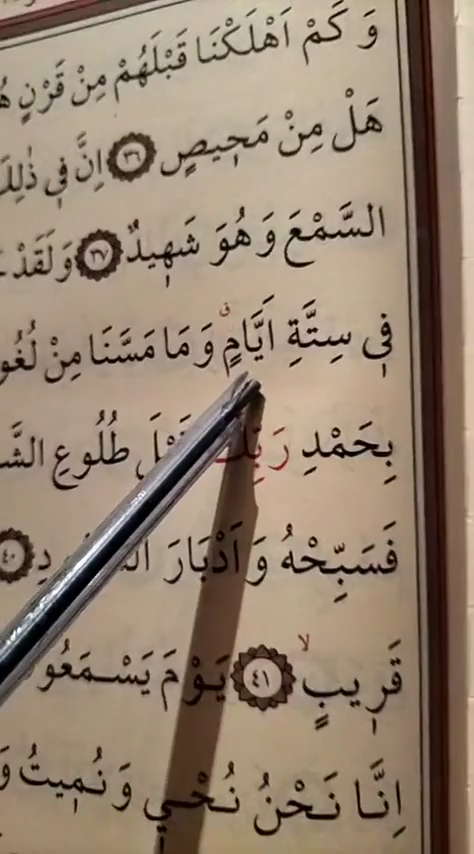 وَ كَمْ اَهْلَكْنَا قَبْلَهُمْ مِنْ قَرْنٍ
هَلْ مِنْ مَحٖيصٍ ﴿٣٦﴾ اِنَّ فٖي ذٰلِكَ
السَّمْعَ وَ هُوَ شَهٖيدٌ ﴿٣٧﴾ وَ لَقَدْ
فٖي سِتَّةِ اَيَّامٍۗ وَ مَا مَسَّنَا مِنْ
بِحَمْدِ رَبِّكَ قَبْلَ طُلُوعِ
فَسَبِّحْهُ وَ اَدْبَارَ ﴿٤٠﴾
قَرٖيبٍۙ ﴿٤١﴾ يَوْمَ
اِنَّا نَحْنُ نُحْيٖ وَ نُمٖيتُ وَ